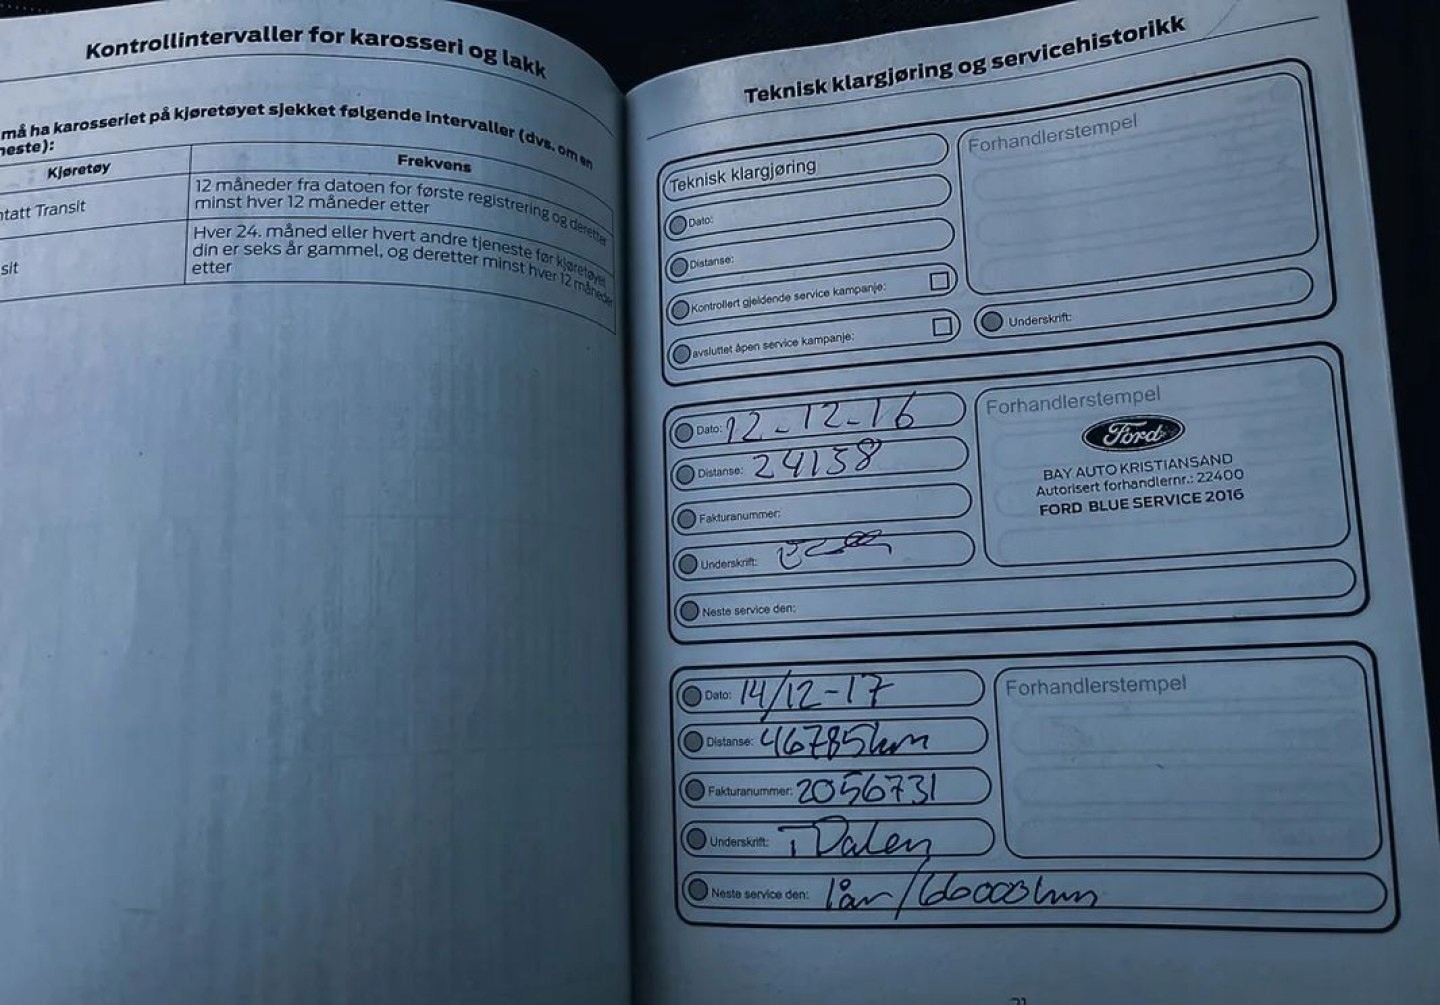 Kontrollintervaller for karosseri og lakk
må ha karosseriet på kjøretøyet sjekket følgende intervaller (dvs. om en
neste):
Kjøretøy
Frekvens
ntatt Transit
12 måneder fra datoen for første registrering og deretter
minst hver 12 måneder etter
sit
Hver 24. måned eller hvert andre tjeneste før kjøretøyet
din er seks år gammel, og deretter minst hver 12 måneder
etter
Teknisk klargjøring og servicehistorikk
Teknisk klargjøring
Dato:
Distanse:
Kontrollert gjeldende service kampanje:
avsluttet åpen service kampanje:
Forhandlerstempel
Underskrift:
Dato: 12-12-16
Distanse: 24138
Fakturanummer:
Underskrift:
Neste service den:
Forhandlerstempel
Ford
BAY AUTO KRISTIANSAND
Autorisert forhandlernr.: 22400
FORD BLUE SERVICE 2016
Dato: 14/12-17
Distanse: 46785km
Fakturanummer: 2056731
Underskrift: T Dalen
Neste service den: 1år/66000km
Forhandlerstempel